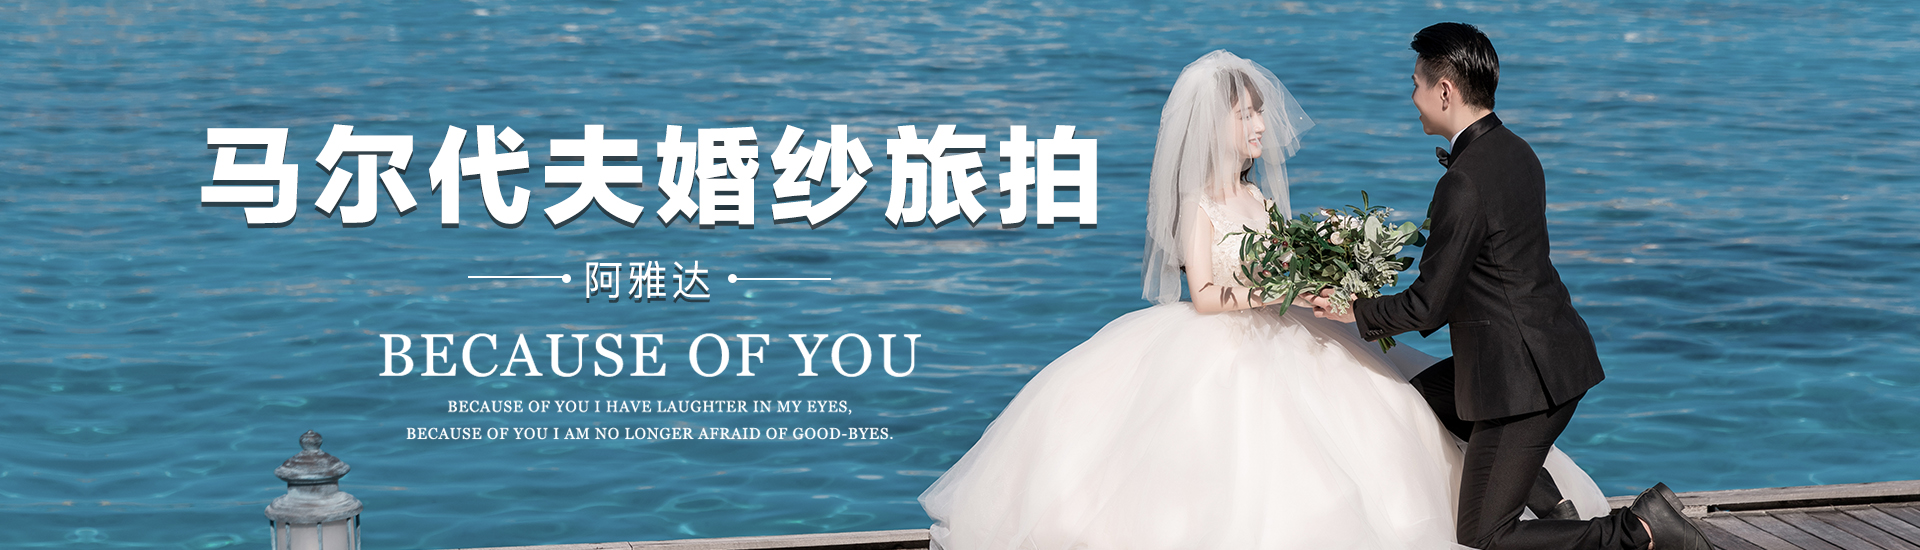 马尔代夫婚纱旅拍
阿雅达
BECAUSE OF YOU
BECAUSE OF YOU I HAVE LAUGHTER IN MY EYES,
BECAUSE OF YOU I AM NO LONGER AFRAID OF GOOD-BYES.